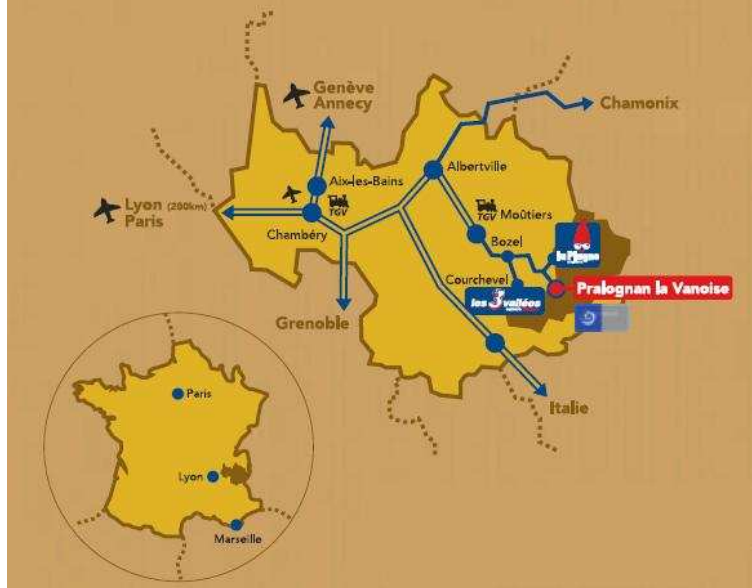 Genève
Annecy
Chamonix
Albertville
Aix-les-Bains
Lyon (200km)
Paris
TGV
Chambéry
TGV Moûtiers
Bozel
la Plagne
Courchevel
les 3 vallées
Pralognan la Vanoise
Grenoble
Italie
Paris
Lyon
Marseille